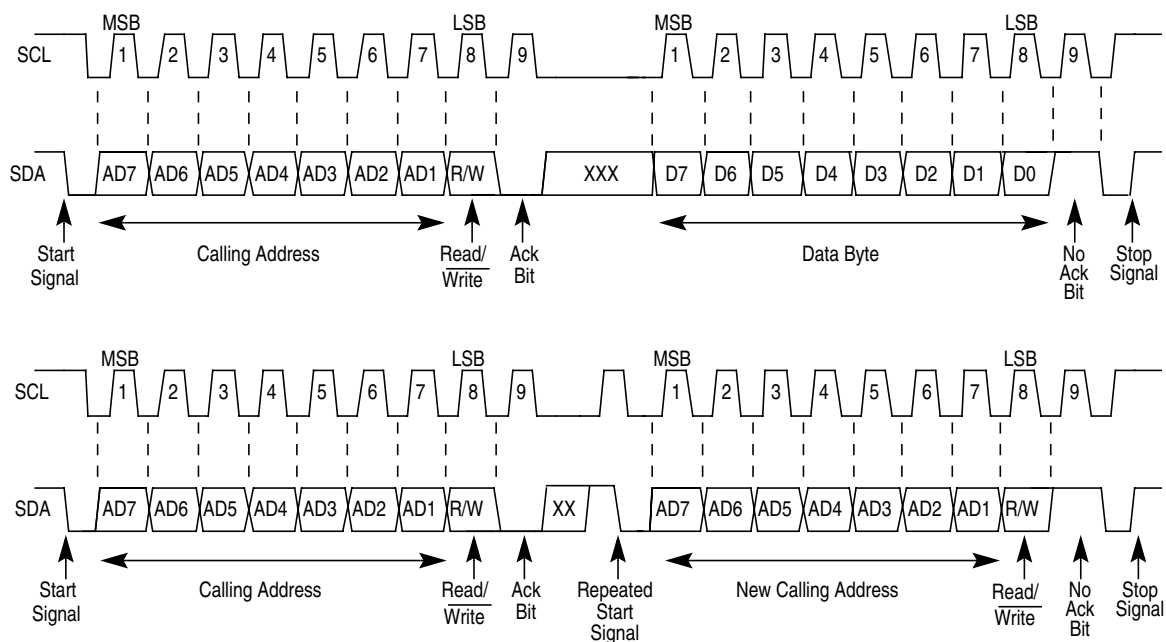 MSB LSB MSB LSB
SCL 1 2 3 4 5 6 7 8 9 1 2 3 4 5 6 7 8 9
SDA AD7 AD6 AD5 AD4 AD3 AD2 AD1 R/W XXX D7 D6 D5 D4 D3 D2 D1 D0
Start
Signal
Calling Address
Read/
Write
Ack
Bit
Data Byte
No
Ack
Bit
Stop
Signal
MSB LSB MSB LSB
SCL 1 2 3 4 5 6 7 8 9 1 2 3 4 5 6 7 8 9
SDA AD7 AD6 AD5 AD4 AD3 AD2 AD1 R/W XX AD7 AD6 AD5 AD4 AD3 AD2 AD1 R/W
Start
Signal
Calling Address
Read/
Write
Ack
Bit
Repeated
Start
Signal
New Calling Address
Read/
Write
No
Ack
Bit
Stop
Signal